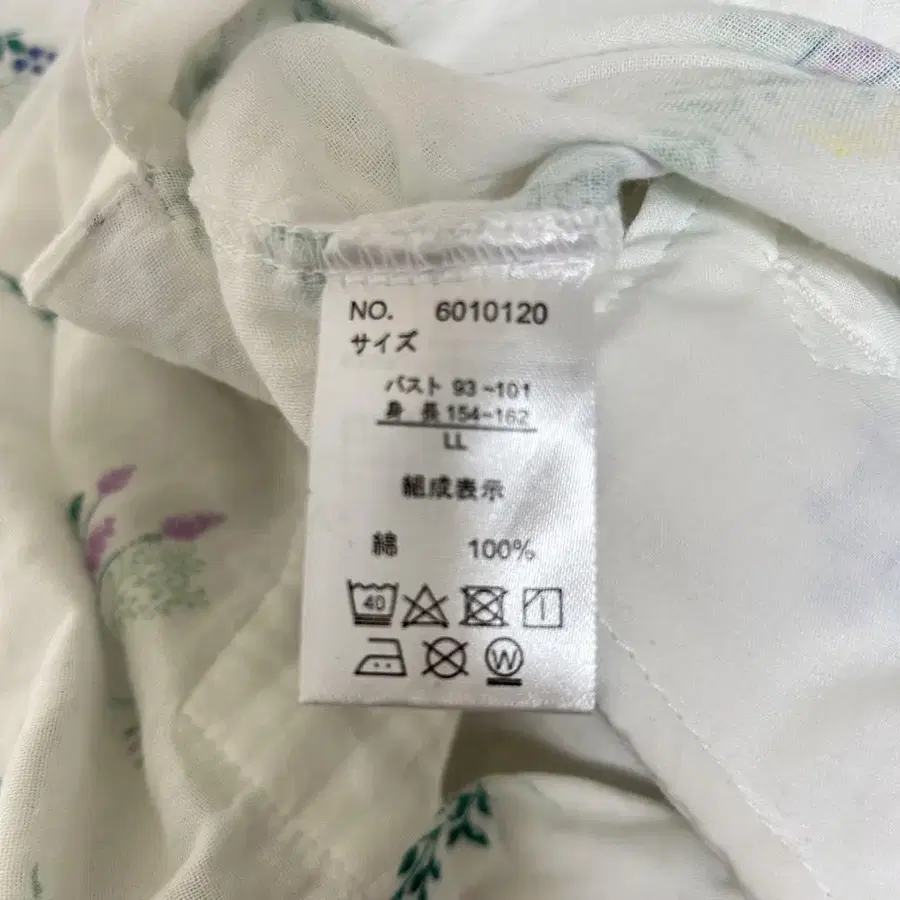 NO. 6010120
サイズ
バスト 93~101
身 長 154~162
LL
組成表示
綿 100%
40
W